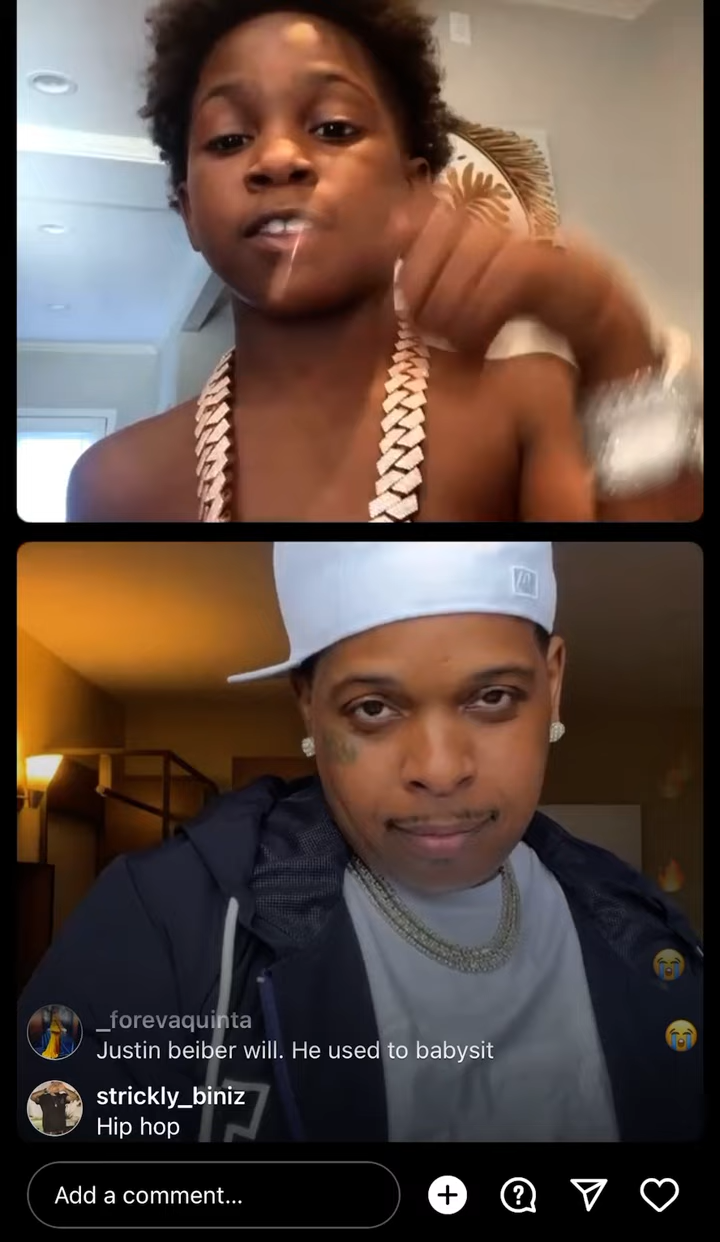 _forevaquinta
Justin beiber will. He used to babysit
strickly_biniz
Hip hop
Add a comment...